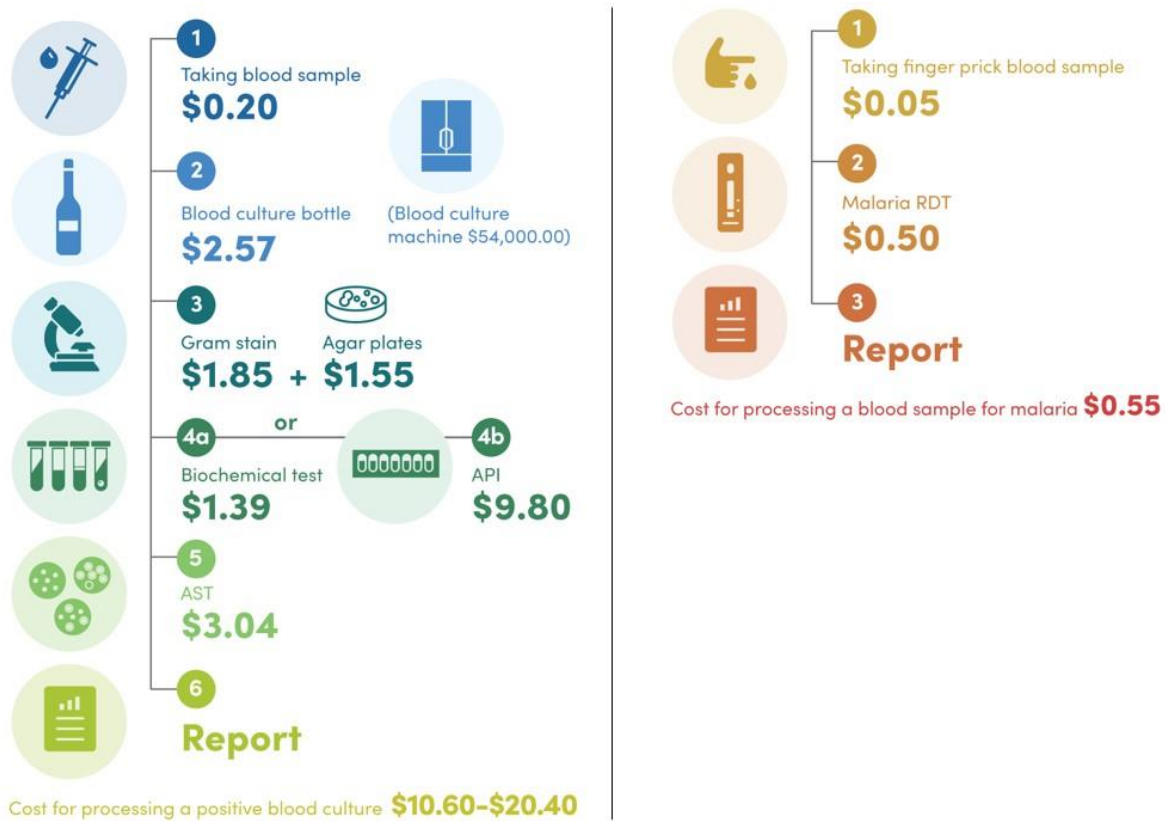 1
Taking blood sample
$0.20
2
Blood culture bottle
$2.57
(Blood culture
machine $54,000.00)
3
Gram stain
$1.85
+
Agar plates
$1.55
4a
Biochemical test
$1.39
or
4b
API
$9.80
5
AST
$3.04
6
Report
Cost for processing a positive blood culture $10.60–$20.40
1
Taking finger prick blood sample
$0.05
2
Malaria RDT
$0.50
3
Report
Cost for processing a blood sample for malaria $0.55